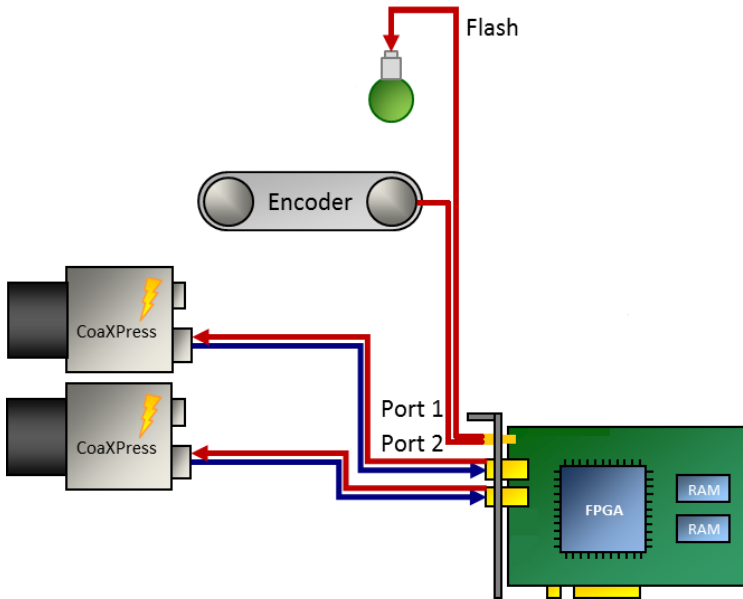 Flash
Encoder
CoaXPress
CoaXPress
Port 1
Port 2
RAM
FPGA
RAM